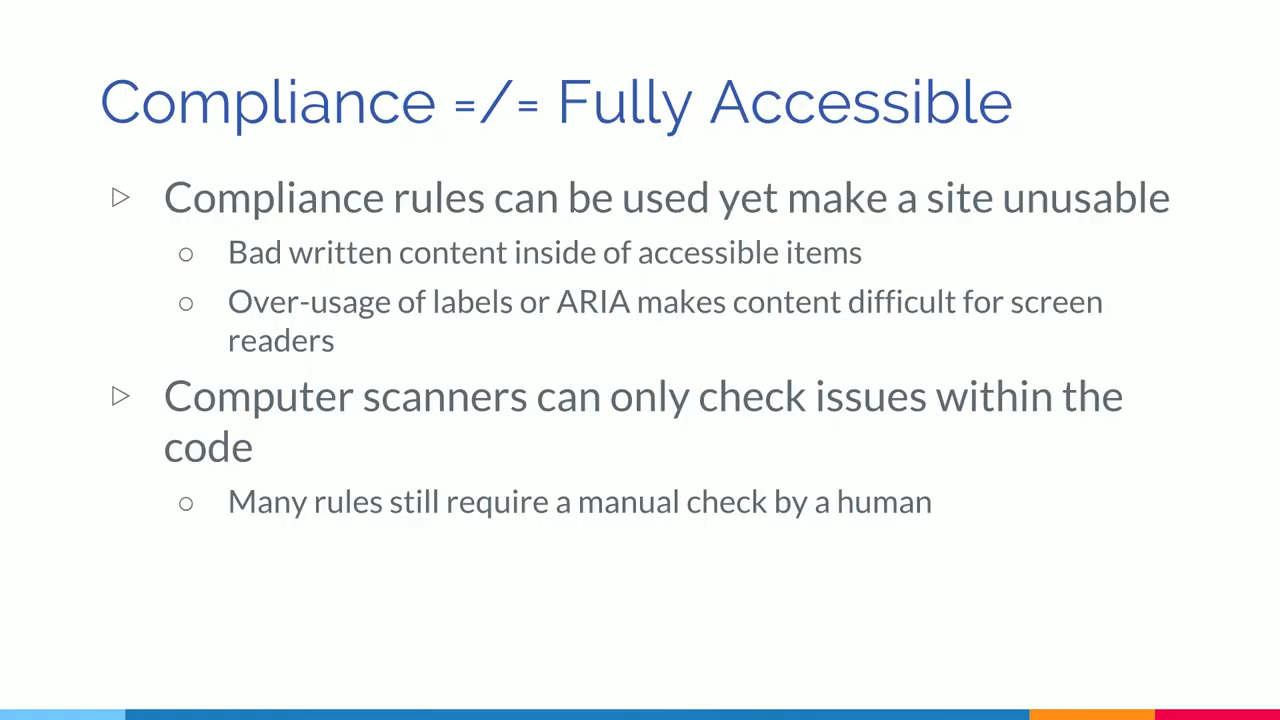 Compliance =/= Fully Accessible
Compliance rules can be used yet make a site unusable
Bad written content inside of accessible items
Over-usage of labels or ARIA makes content difficult for screen
readers
Computer scanners can only check issues within the
code
Many rules still require a manual check by a human